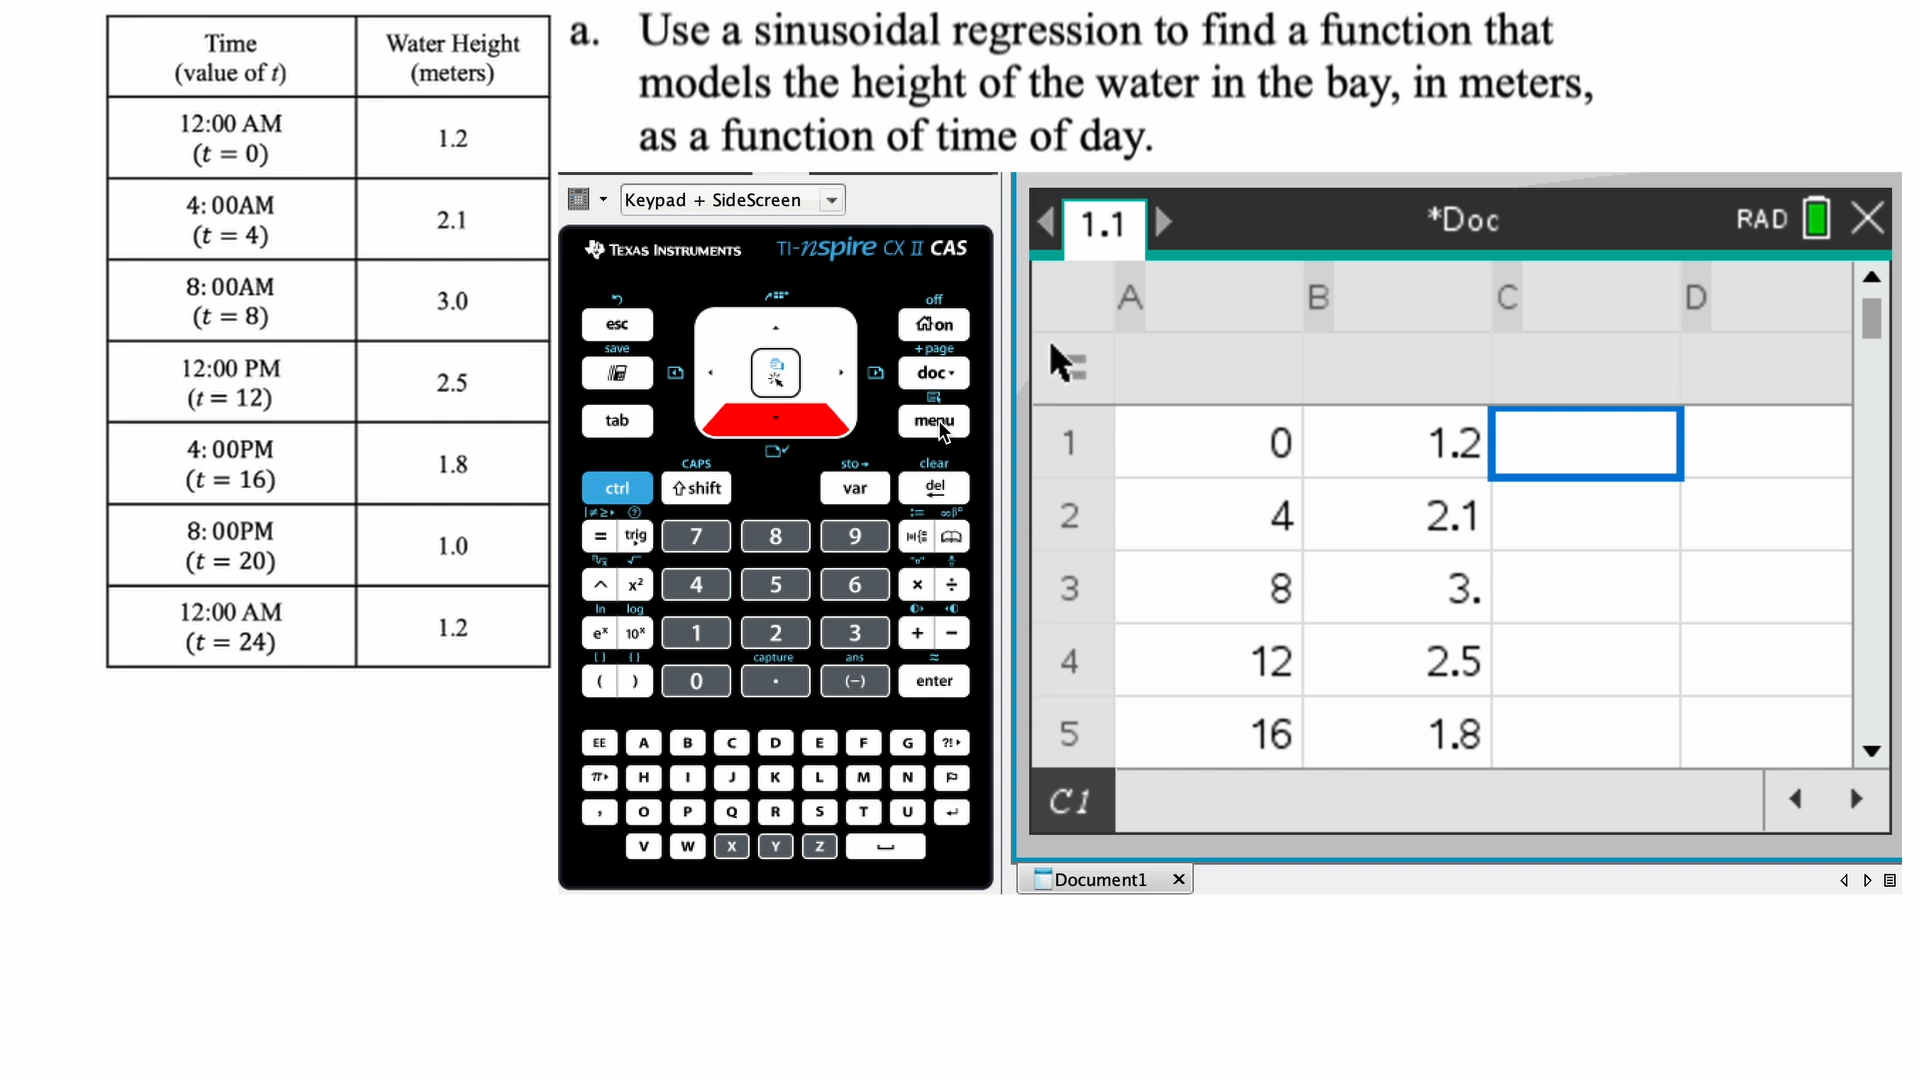 Time
(value of t)
Water Height
(meters)
12:00 AM
(t = 0)
1.2
4: 00AM
(t = 4)
2.1
8: 00AM
(t = 8)
3.0
12:00 PM
(t = 12)
2.5
4: 00PM
(t = 16)
1.8
8: 00PM
(t = 20)
1.0
12:00 AM
(t = 24)
1.2
a. Use a sinusoidal regression to find a function that
models the height of the water in the bay, in meters,
as a function of time of day.
Keypad + SideScreen
TEXAS INSTRUMENTS TI-nspire CX II CAS
off
esc on
save + page
doc
tab menu
CAPS sto→ clear
ctrl shift var del
|≠≥▸ ? := ∞β°
= trig 7 8 9
ⁿ√x √
^ x² 4 5 6 × ÷
ln log
eˣ 10ˣ 1 2 3 + −
[ ] { } capture ans ≈
( ) 0 . (−) enter
EE A B C D E F G ?!▸
π▸ H I J K L M N
, O P Q R S T U ↵
V W X Y Z
1.1 *Doc RAD
A B C D
=
1 0 1.2
2 4 2.1
3 8 3.
4 12 2.5
5 16 1.8
C1
Document1